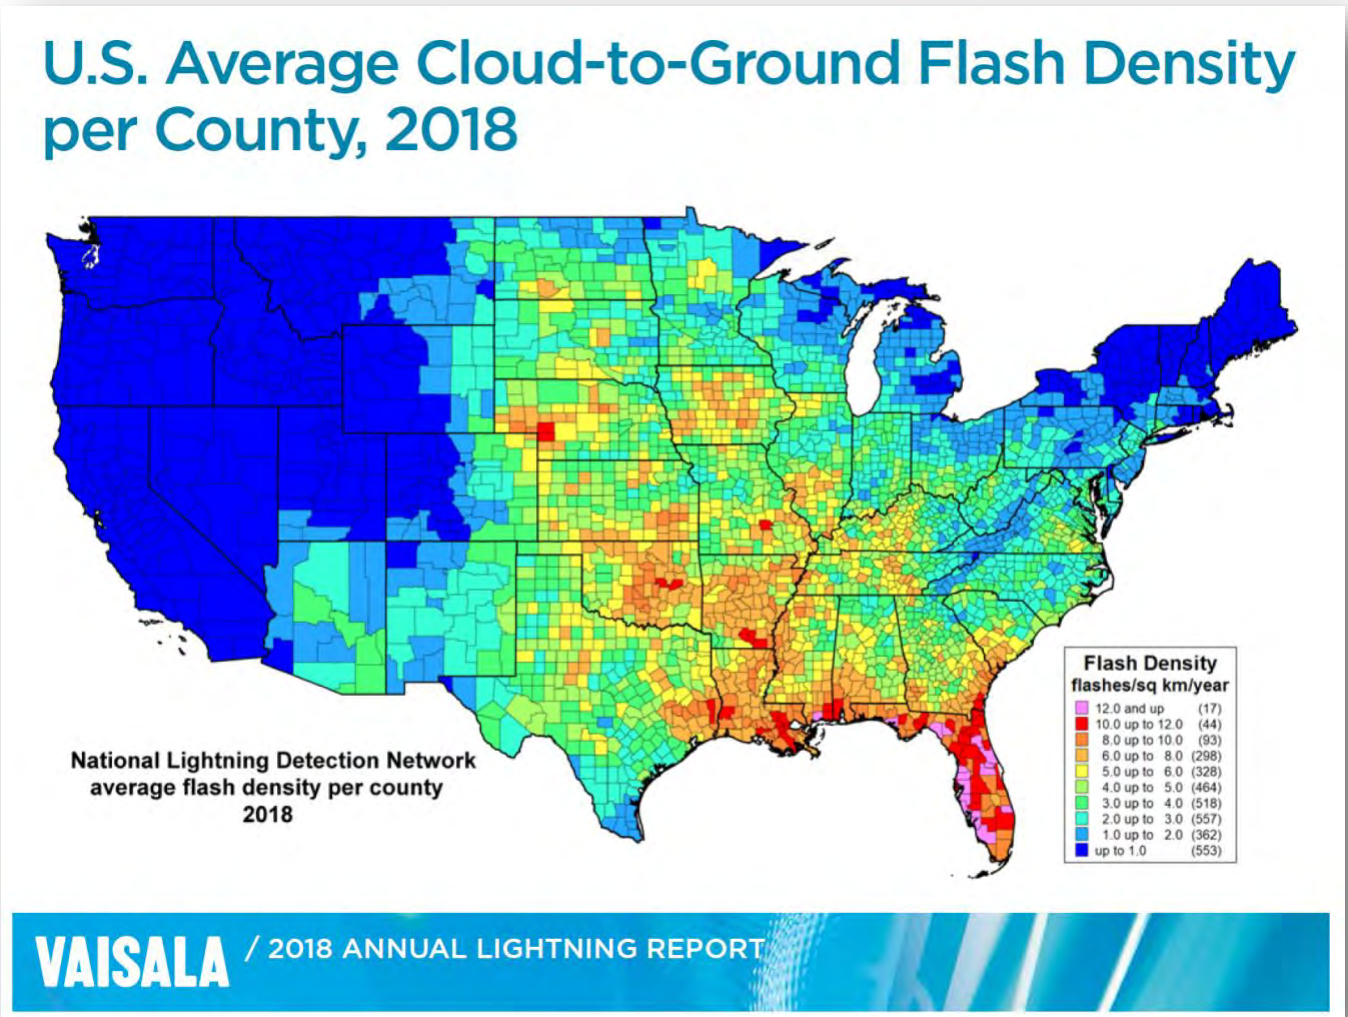 U.S. Average Cloud-to-Ground Flash Density
per County, 2018
Flash Density
flashes/sq km/year
12.0 and up (17)
10.0 up to 12.0 (44)
8.0 up to 10.0 (93)
6.0 up to 8.0 (298)
5.0 up to 6.0 (328)
4.0 up to 5.0 (464)
3.0 up to 4.0 (518)
2.0 up to 3.0 (557)
1.0 up to 2.0 (362)
up to 1.0 (553)
National Lightning Detection Network
average flash density per county
2018
VAISALA / 2018 ANNUAL LIGHTNING REPORT